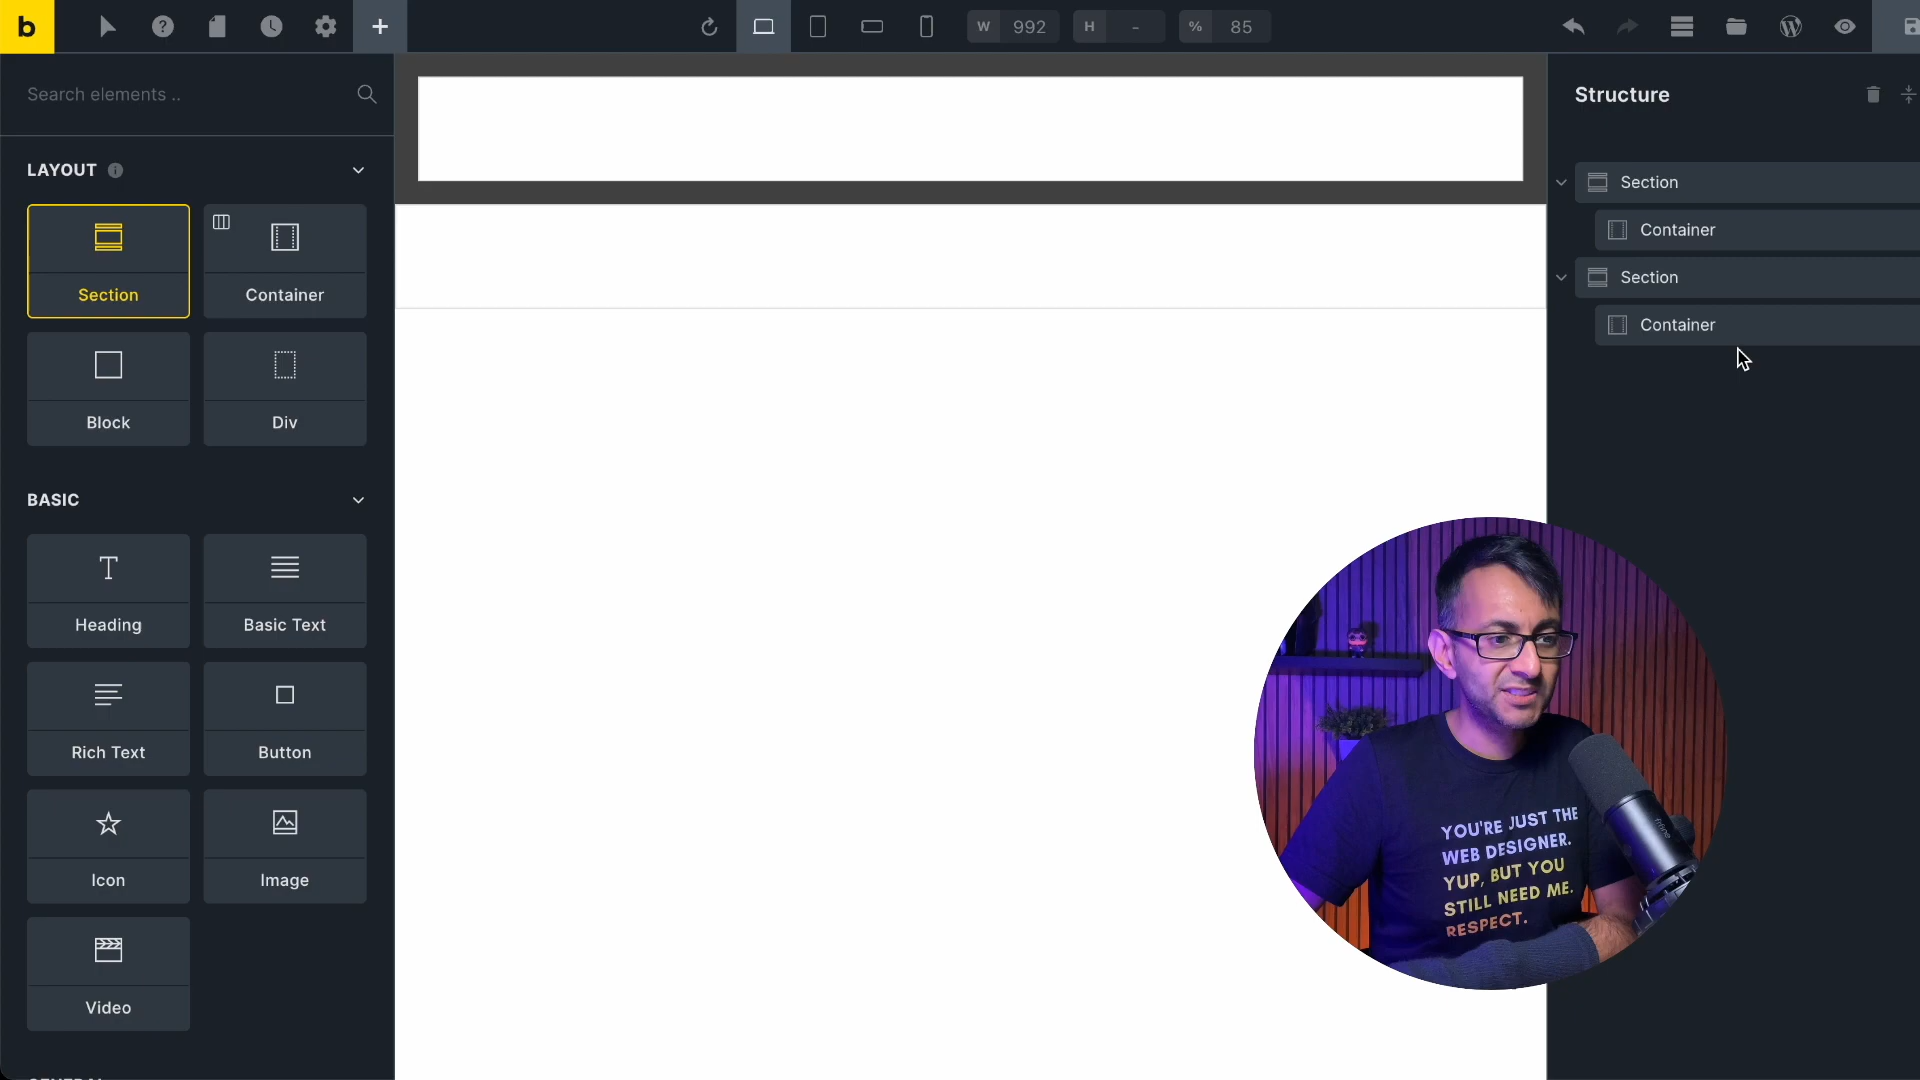 b
W 992
H -
% 85
Search elements ..
Structure
LAYOUT
Section
Container
Block
Div
BASIC
Heading
Basic Text
Rich Text
Button
Icon
Image
Video
Section
Container
Section
Container
YOU'RE JUST THE
WEB DESIGNER.
YUP, BUT YOU
STILL NEED ME.
RESPECT.